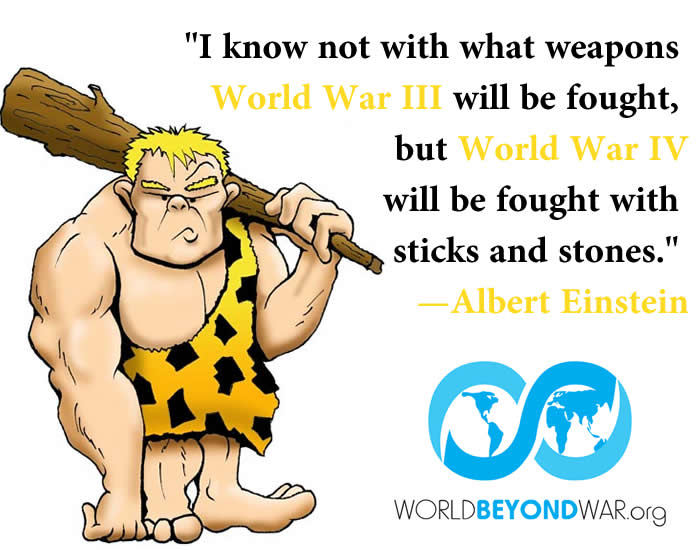 "I know not with what weapons
World War III will be fought,
but World War IV
will be fought with
sticks and stones."
—Albert Einstein
WORLDBEYONDWAR.org